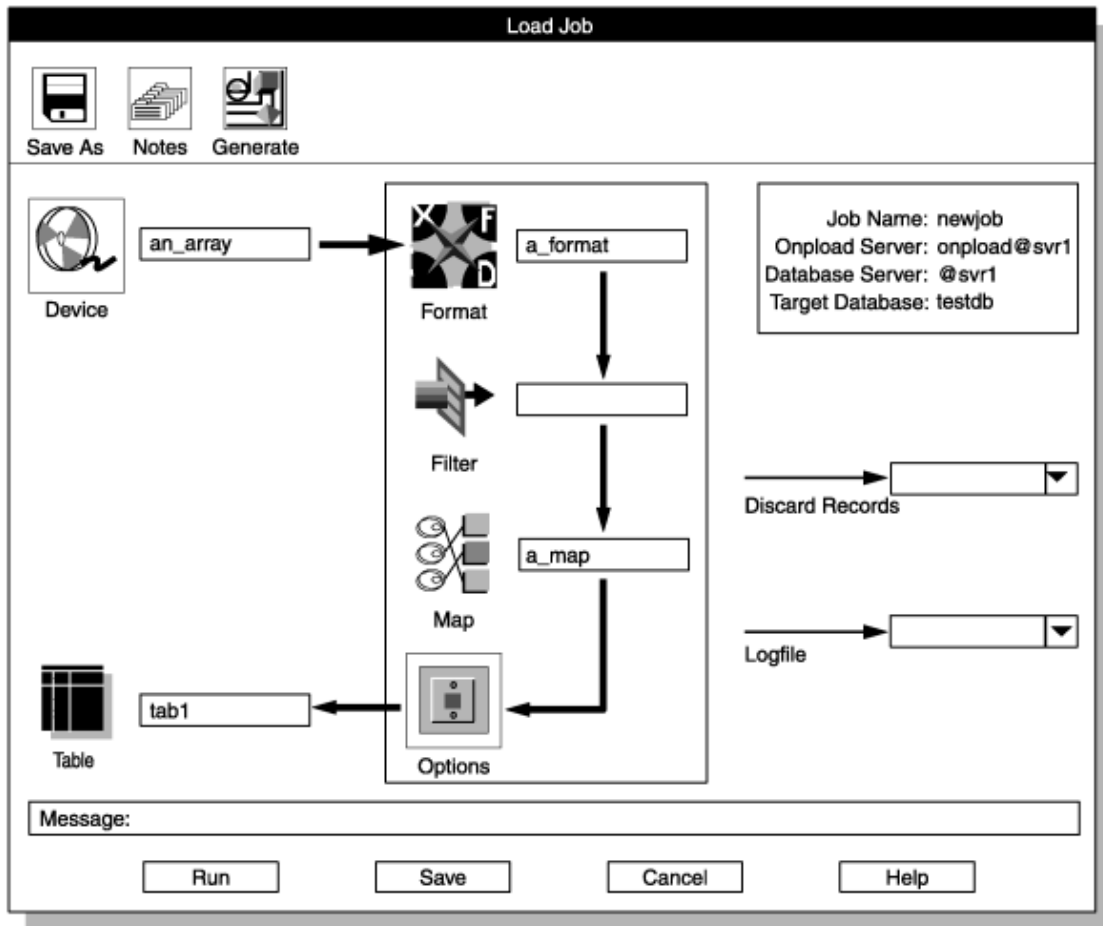 Load Job
Save As
Notes
Generate
an_array
Device
X F D
a_format
Format
Job Name: newjob
Onpload Server: onpload@svr1
Database Server: @svr1
Target Database: testdb
Filter
Discard Records
a_map
Map
Logfile
tab1
Table
Options
Message:
Run
Save
Cancel
Help